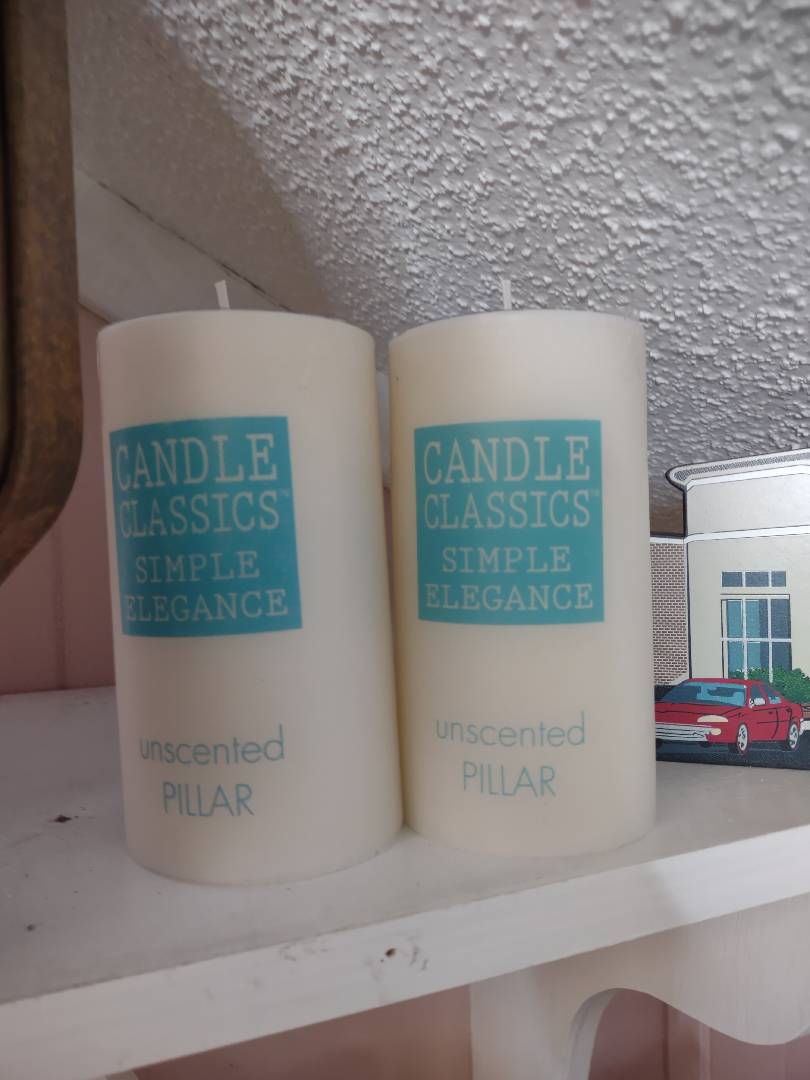 CANDLE
CLASSICS™
SIMPLE
ELEGANCE
unscented
PILLAR
CANDLE
CLASSICS™
SIMPLE
ELEGANCE
unscented
PILLAR